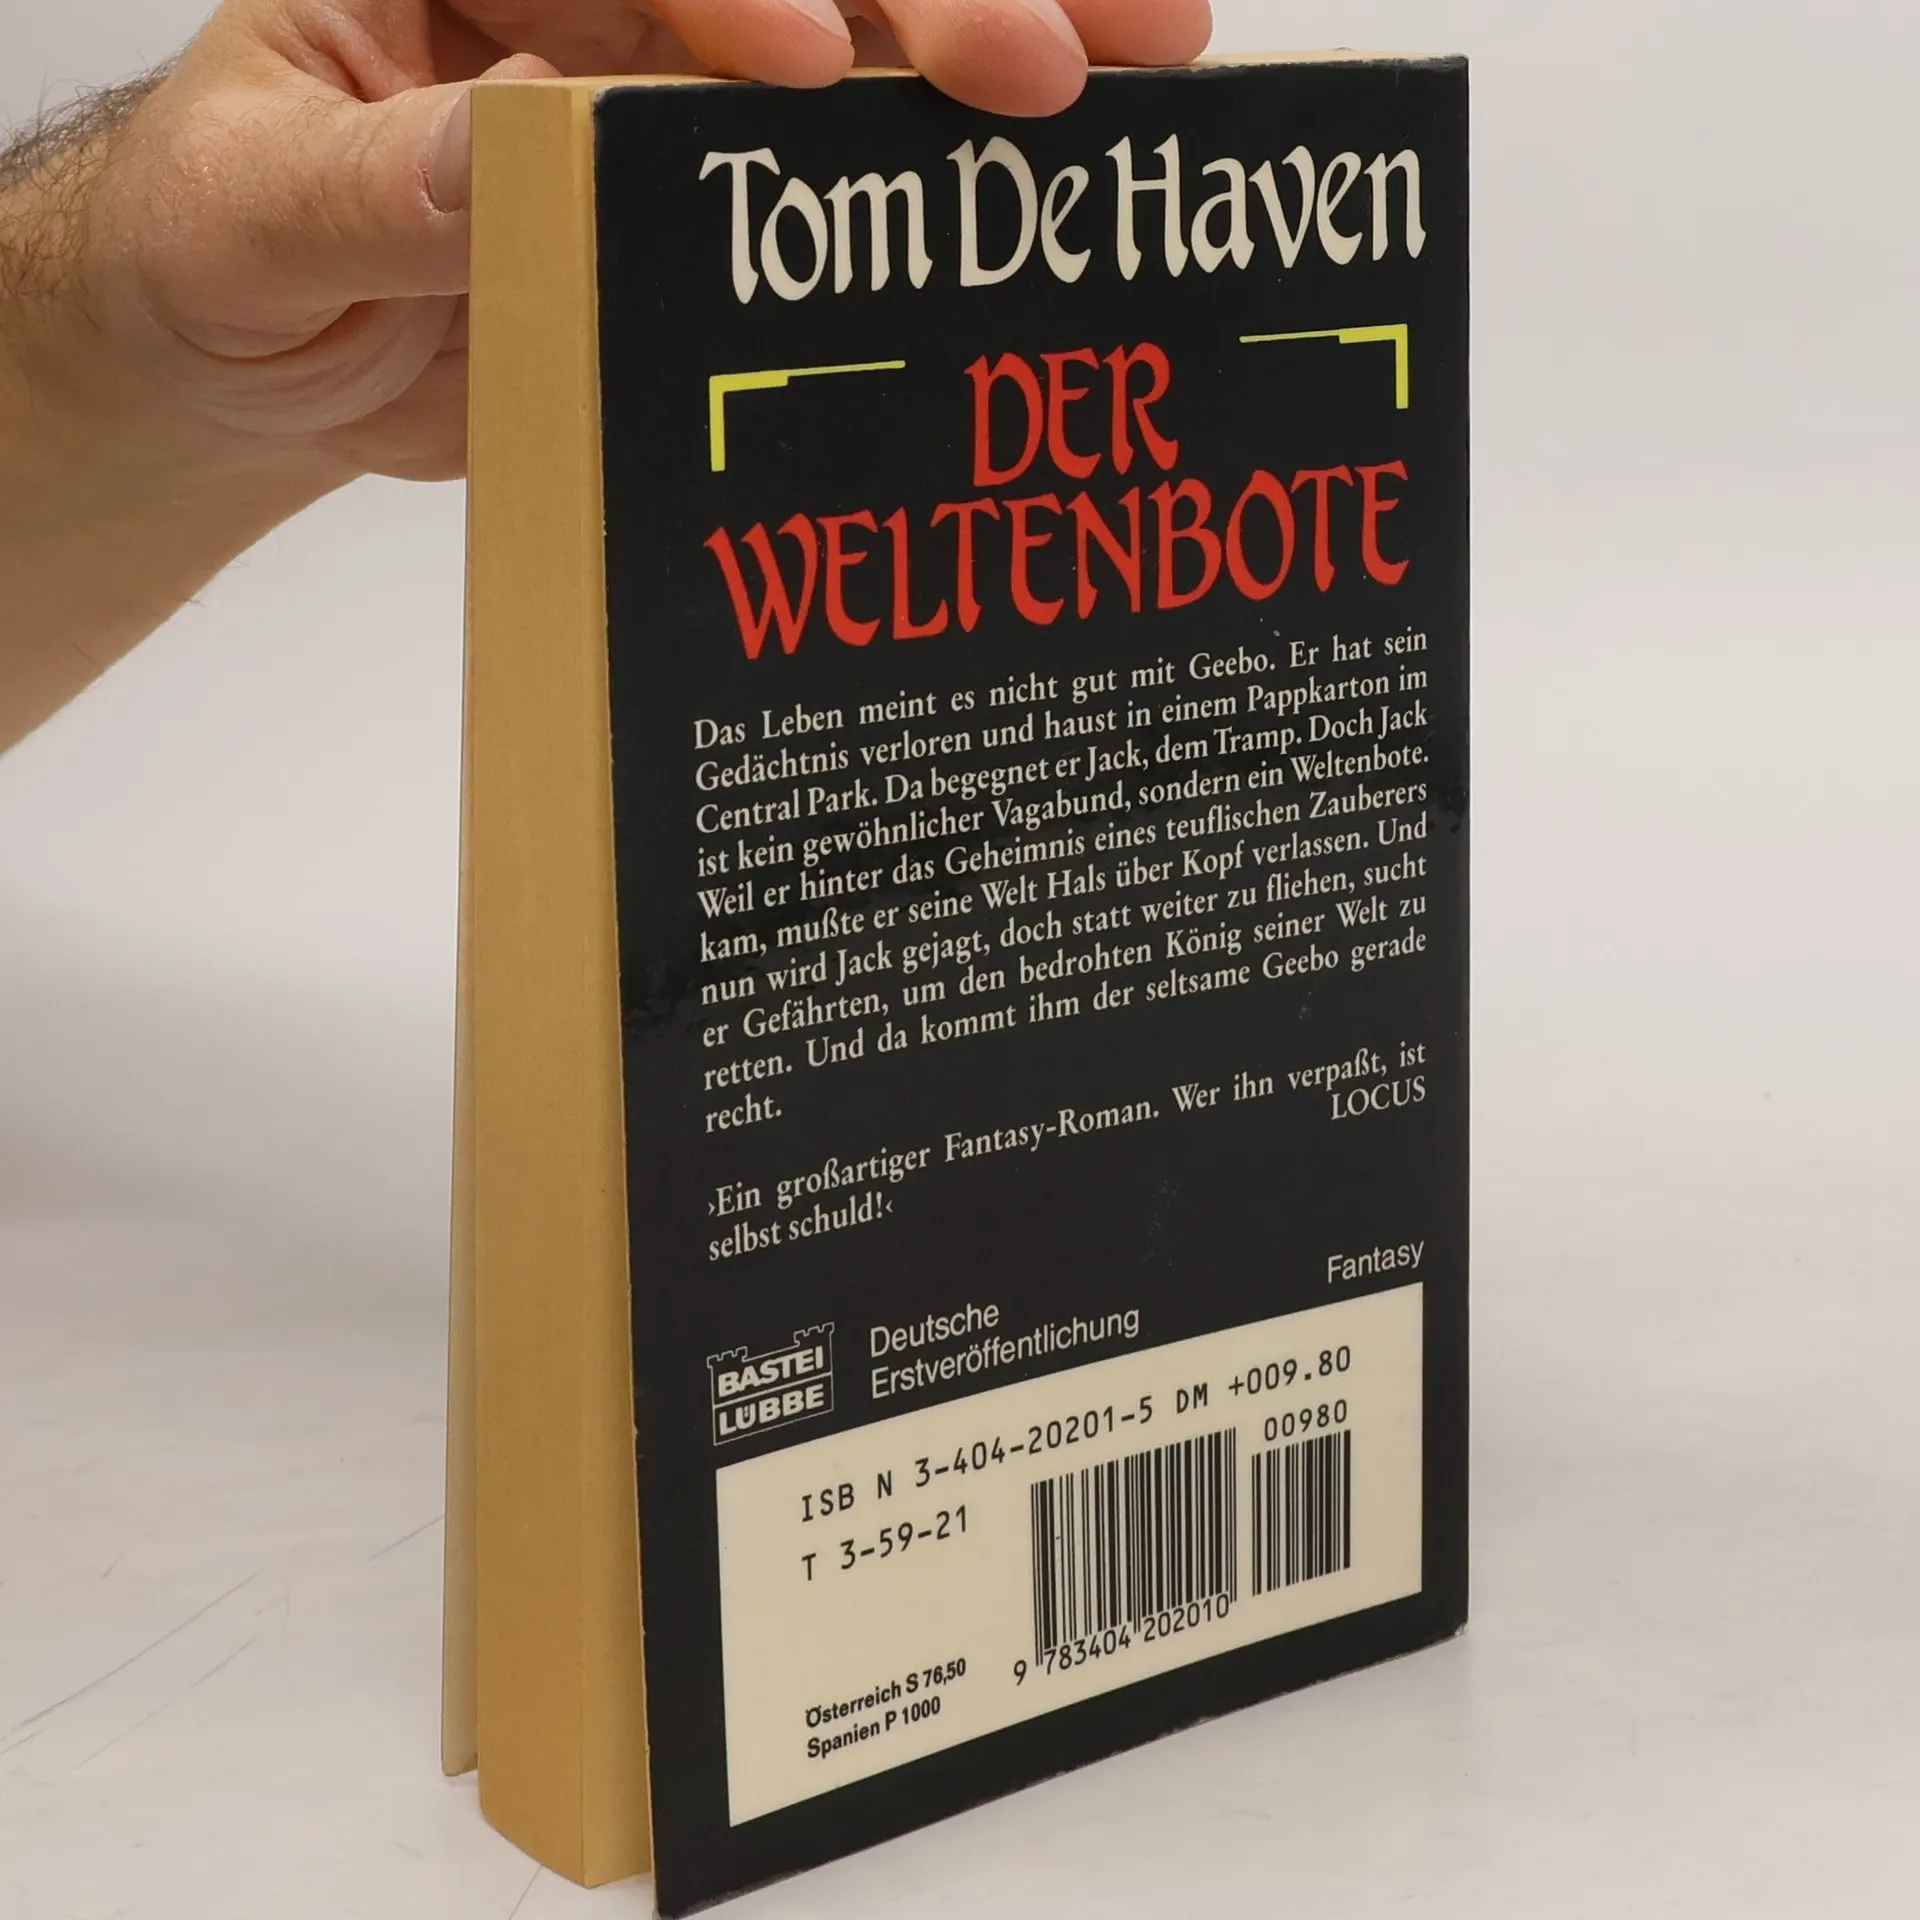 Tom De Haven
DER
WELTENBOTE
Das Leben meint es nicht gut mit Geebo. Er hat sein
Gedächtnis verloren und haust in einem Pappkarton im
Central Park. Da begegnet er Jack, dem Tramp. Doch Jack
ist kein gewöhnlicher Vagabund, sondern ein Weltenbote.
Weil er hinter das Geheimnis eines teuflischen Zauberers
kam, mußte er seine Welt Hals über Kopf verlassen. Und
nun wird Jack gejagt, doch statt weiter zu fliehen, sucht
er Gefährten, um den bedrohten König seiner Welt zu
retten. Und da kommt ihm der seltsame Geebo gerade
recht.
›Ein großartiger Fantasy-Roman. Wer ihn verpaßt, ist
selbst schuld!‹
LOCUS
Fantasy
BASTEI
LÜBBE
Deutsche
Erstveröffentlichung
ISB N 3-404-20201-5 DM +009.80
T 3-59-21
00980
9 783404 202010
Österreich S 76,50
Spanien P 1000